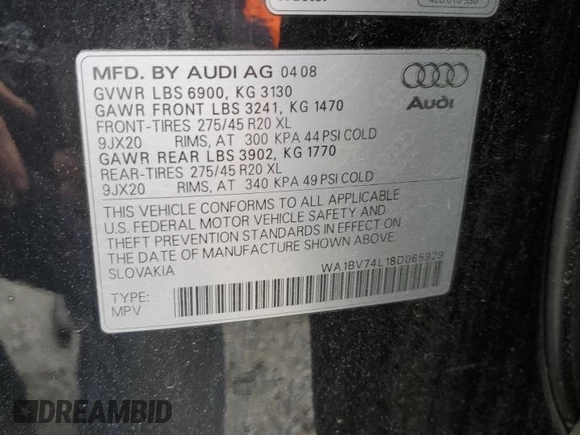 MFD. BY AUDI AG 04 08
GVWR LBS 6900, KG 3130
GAWR FRONT LBS 3241, KG 1470
FRONT-TIRES 275/45 R20 XL
9JX20 RIMS, AT 300 KPA 44 PSI COLD
GAWR REAR LBS 3902, KG 1770
REAR-TIRES 275/45 R20 XL
9JX20 RIMS, AT 340 KPA 49 PSI COLD
Audi
THIS VEHICLE CONFORMS TO ALL APPLICABLE
U.S. FEDERAL MOTOR VEHICLE SAFETY AND
THEFT PREVENTION STANDARDS IN EFFECT ON
THE DATE OF MANUFACTURE SHOWN ABOVE.
SLOVAKIA
WA1BV74L18D065929
TYPE:
MPV
DREAMBID